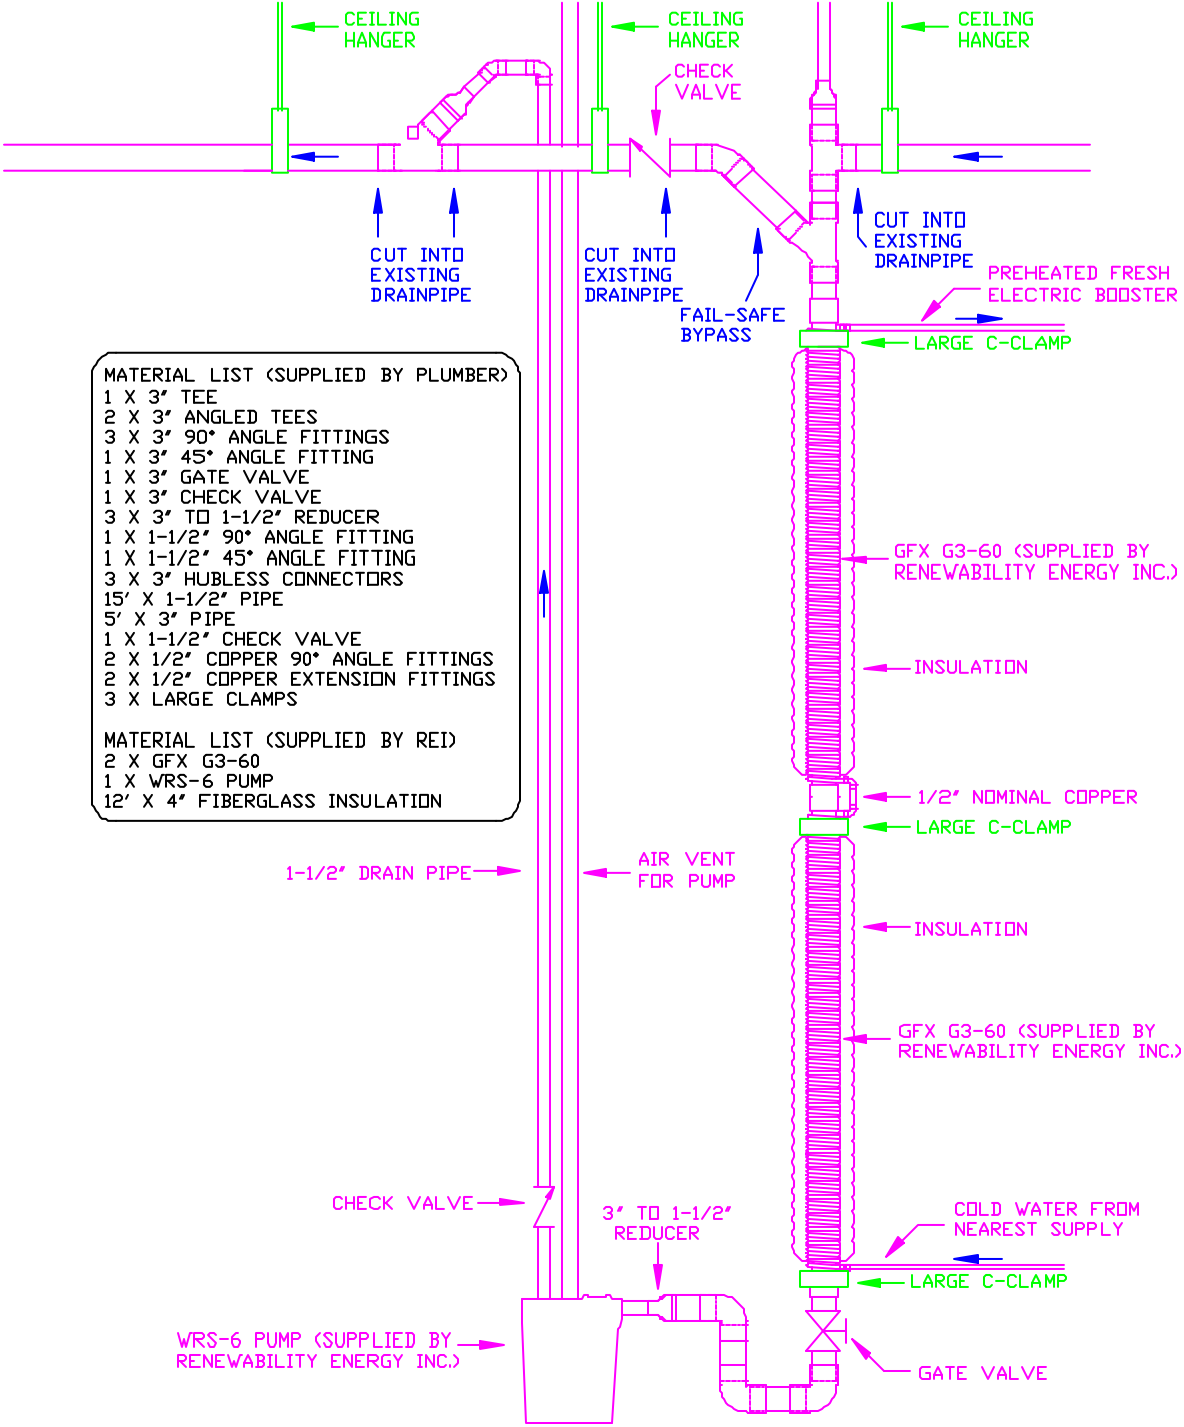 CEILING
HANGER
CEILING
HANGER
CEILING
HANGER
CHECK
VALVE
CUT INTO
EXISTING
DRAINPIPE
CUT INTO
EXISTING
DRAINPIPE
CUT INTO
EXISTING
DRAINPIPE
FAIL-SAFE
BYPASS
PREHEATED FRESH
ELECTRIC BOOSTER
LARGE C-CLAMP
MATERIAL LIST (SUPPLIED BY PLUMBER)
1 X 3" TEE
2 X 3" ANGLED TEES
3 X 3" 90° ANGLE FITTINGS
1 X 3" 45° ANGLE FITTING
1 X 3" GATE VALVE
1 X 3" CHECK VALVE
3 X 3" TO 1-1/2" REDUCER
1 X 1-1/2" 90° ANGLE FITTING
1 X 1-1/2" 45° ANGLE FITTING
3 X 3" HUBLESS CONNECTORS
15' X 1-1/2" PIPE
5' X 3" PIPE
1 X 1-1/2" CHECK VALVE
2 X 1/2" COPPER 90° ANGLE FITTINGS
2 X 1/2" COPPER EXTENSION FITTINGS
3 X LARGE CLAMPS
MATERIAL LIST (SUPPLIED BY REI)
2 X GFX G3-60
1 X WRS-6 PUMP
12' X 4" FIBERGLASS INSULATION
GFX G3-60 (SUPPLIED BY
RENEWABILITY ENERGY INC.)
INSULATION
1/2" NOMINAL COPPER
LARGE C-CLAMP
1-1/2" DRAIN PIPE
AIR VENT
FOR PUMP
INSULATION
GFX G3-60 (SUPPLIED BY
RENEWABILITY ENERGY INC.)
CHECK VALVE
3" TO 1-1/2"
REDUCER
COLD WATER FROM
NEAREST SUPPLY
LARGE C-CLAMP
WRS-6 PUMP (SUPPLIED BY
RENEWABILITY ENERGY INC.)
GATE VALVE